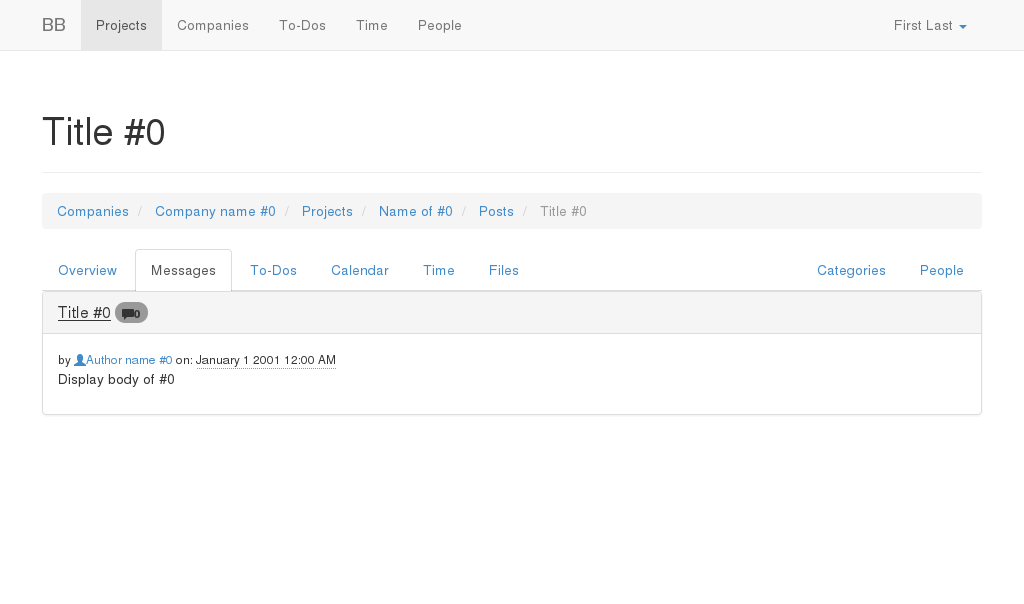 BB Projects Companies To-Dos Time People First Last
Title #0
Companies / Company name #0 / Projects / Name of #0 / Posts / Title #0
Overview Messages To-Dos Calendar Time Files Categories People
Title #0 0
by Author name #0 on: January 1 2001 12:00 AM
Display body of #0